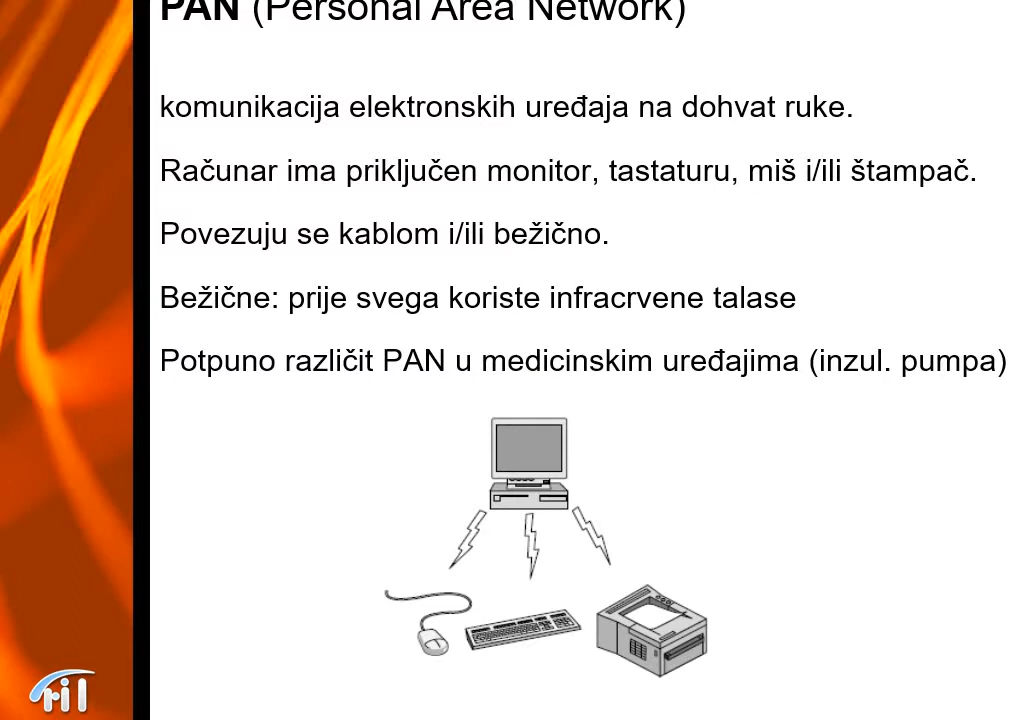 PAN (Personal Area Network)
komunikacija elektronskih uređaja na dohvat ruke.
Računar ima priključen monitor, tastaturu, miš i/ili štampač.
Povezuju se kablom i/ili bežično.
Bežične: prije svega koriste infracrvene talase
Potpuno različit PAN u medicinskim uređajima (inzul. pumpa)
ril